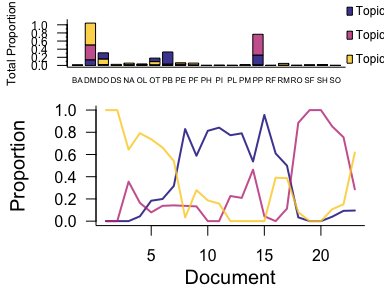 Total Proportion
1.0
0.8
0.6
0.4
0.2
0.0
BA DM DO DS NA OL OT PB PE PF PH PI PL PM PP RF RM RO SF SH SO
Topic
Topic
Topic
Proportion
1.0
0.8
0.6
0.4
0.2
0.0
5 10 15 20
Document